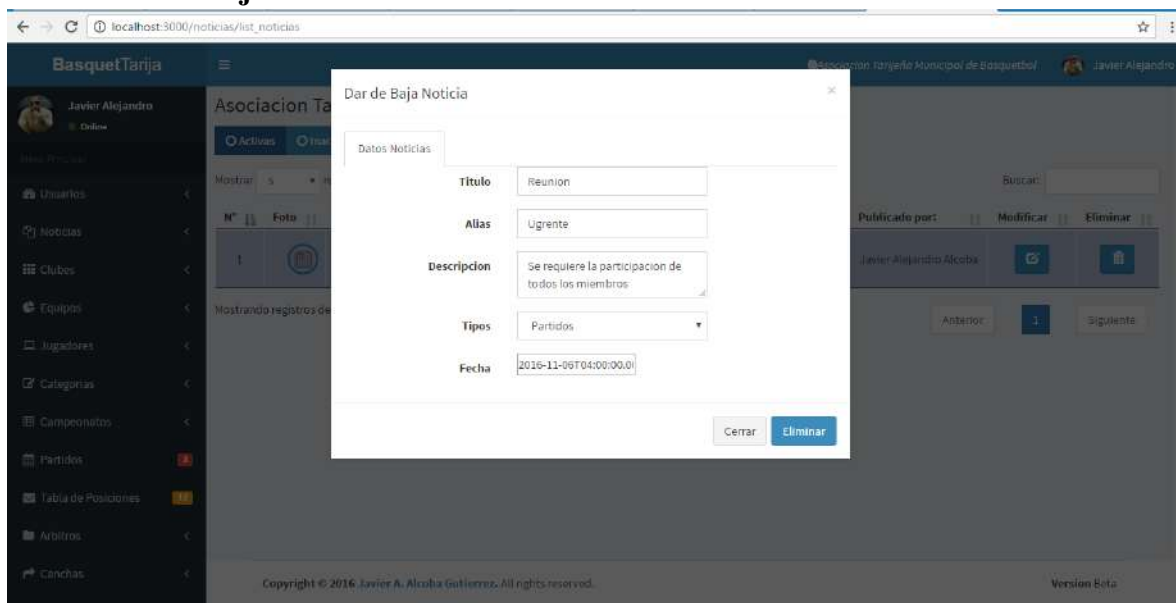 localhost:3000/noticias/list_noticias
BasquetTarija
Asociacion Tarijeña Municipal de Basquetbol
Javier Alejandro
Javier Alejandro
Online
Asociacion Ta
Activas
Usuarios
Noticias
Clubes
Equipos
Jugadores
Categorias
Campeonatos
Partidos
Tabla de Posiciones
Arbitros
Canchas
Mostrar 5
Buscar:
N° Foto
Publicado por: Modificar Eliminar
1
Javier Alejandro Alcoba
Mostrando registros de
Anterior 1 Siguiente
Dar de Baja Noticia ×
Datos Noticias
Titulo Reunion
Alias Ugrente
Descripcion Se requiere la participacion de
todos los miembros
Tipos Partidos
Fecha 2016-11-06T04:00:00.0
Cerrar Eliminar
Copyright © 2016 Javier A. Alcoba Gutierrez. All rights reserved.
Version Beta